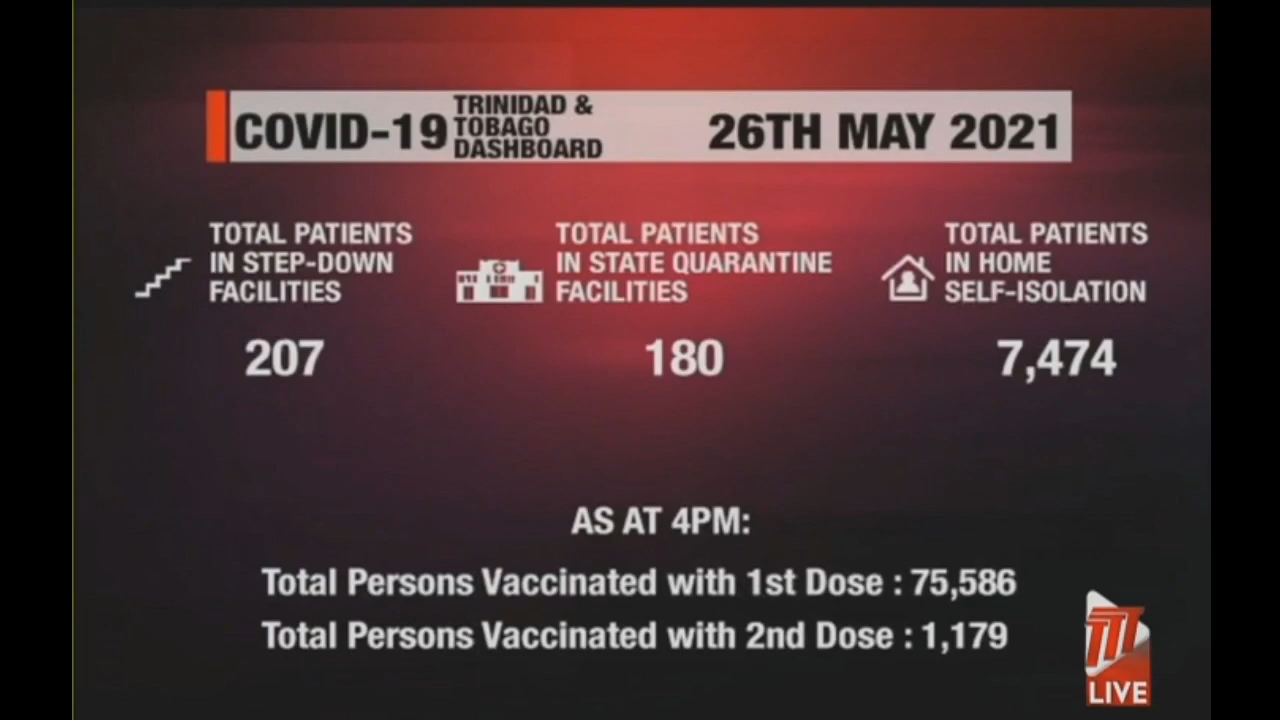 COVID-19 TRINIDAD & TOBAGO DASHBOARD 26TH MAY 2021
TOTAL PATIENTS
IN STEP-DOWN
FACILITIES
207
TOTAL PATIENTS
IN STATE QUARANTINE
FACILITIES
180
TOTAL PATIENTS
IN HOME
SELF-ISOLATION
7,474
AS AT 4PM:
Total Persons Vaccinated with 1st Dose : 75,586
Total Persons Vaccinated with 2nd Dose : 1,179
TTT
LIVE